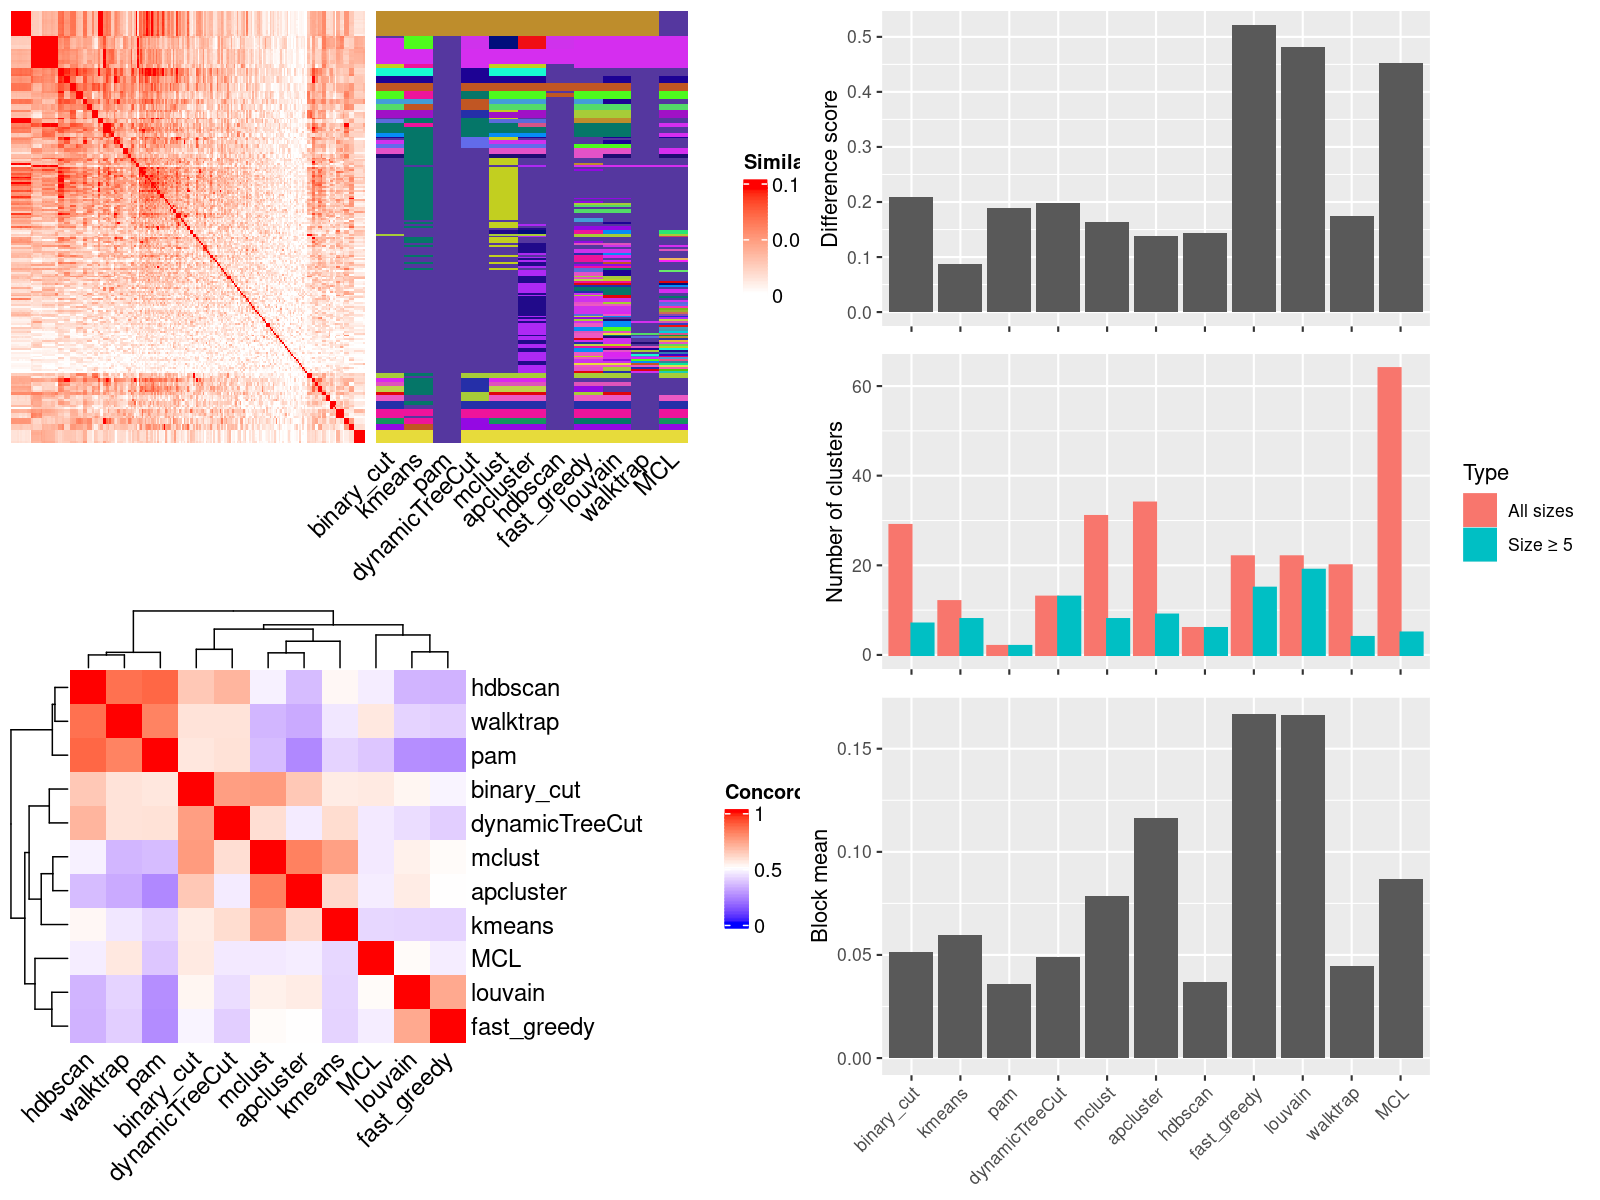 Simila
0.1
0.0
0
binary_cut
kmeans
pam
dynamicTreeCut
mclust
apcluster
hdbscan
fast_greedy
louvain
walktrap
MCL
hdbscan
walktrap
pam
binary_cut
dynamicTreeCut
mclust
apcluster
kmeans
MCL
louvain
fast_greedy
hdbscan
walktrap
pam
binary_cut
dynamicTreeCut
mclust
apcluster
kmeans
MCL
louvain
fast_greedy
Concord
1
0.5
0
Difference score
0.5
0.4
0.3
0.2
0.1
0.0
Number of clusters
60
40
20
0
Type
All sizes
Size ≥ 5
Block mean
0.15
0.10
0.05
0.00
binary_cut
kmeans
pam
dynamicTreeCut
mclust
apcluster
hdbscan
fast_greedy
louvain
walktrap
MCL